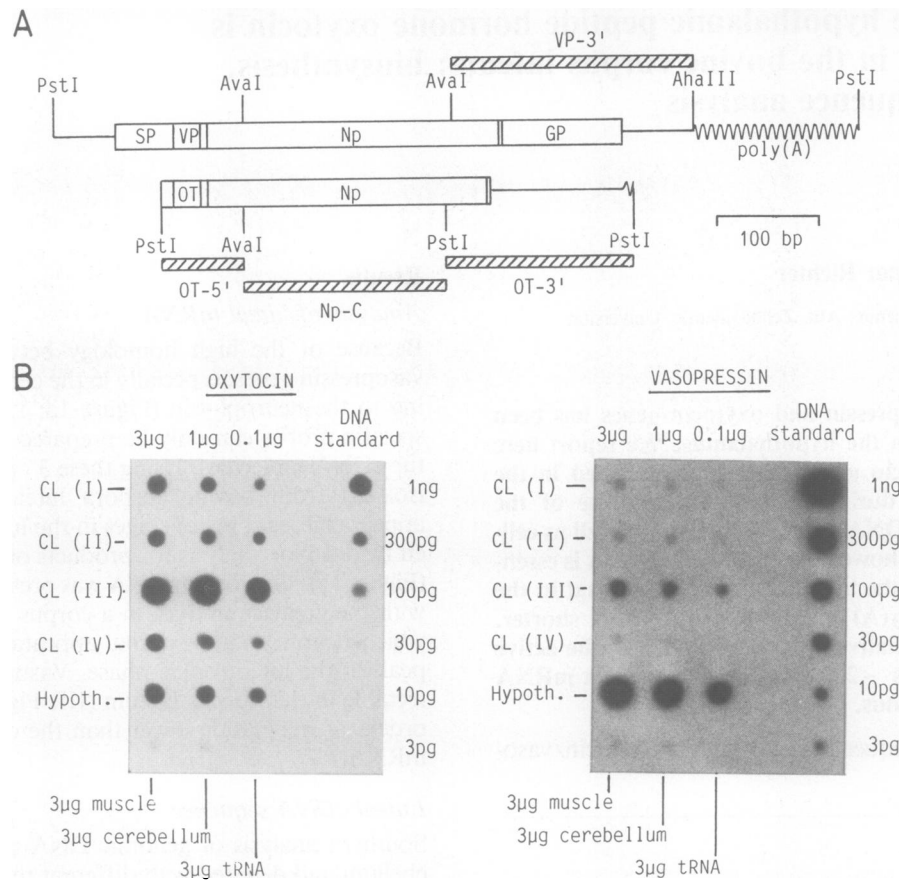 A
VP-3'
PstI AvaI AvaI AhaIII PstI
SP VP Np GP
poly(A)
OT Np
PstI AvaI PstI PstI
100 bp
OT-5' OT-3'
Np-C
B
OXYTOCIN
3µg 1µg 0.1µg DNA standard
CL (I) 1ng
CL (II) 300pg
CL (III) 100pg
CL (IV) 30pg
Hypoth. 10pg
3pg
3µg muscle
3µg cerebellum
3µg tRNA
VASOPRESSIN
3µg 1µg 0.1µg DNA standard
CL (I) 1ng
CL (II) 300pg
CL (III) 100pg
CL (IV) 30pg
Hypoth. 10pg
3pg
3µg muscle
3µg cerebellum
3µg tRNA